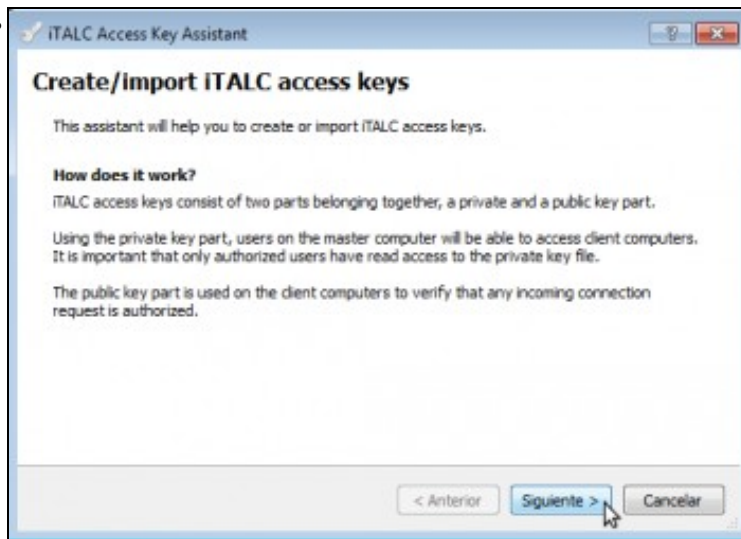 iTALC Access Key Assistant
Create/import iTALC access keys
This assistant will help you to create or import iTALC access keys.
How does it work?
iTALC access keys consist of two parts belonging together, a private and a public key part.
Using the private key part, users on the master computer will be able to access client computers.
It is important that only authorized users have read access to the private key file.
The public key part is used on the client computers to verify that any incoming connection
request is authorized.
< Anterior Siguiente > Cancelar